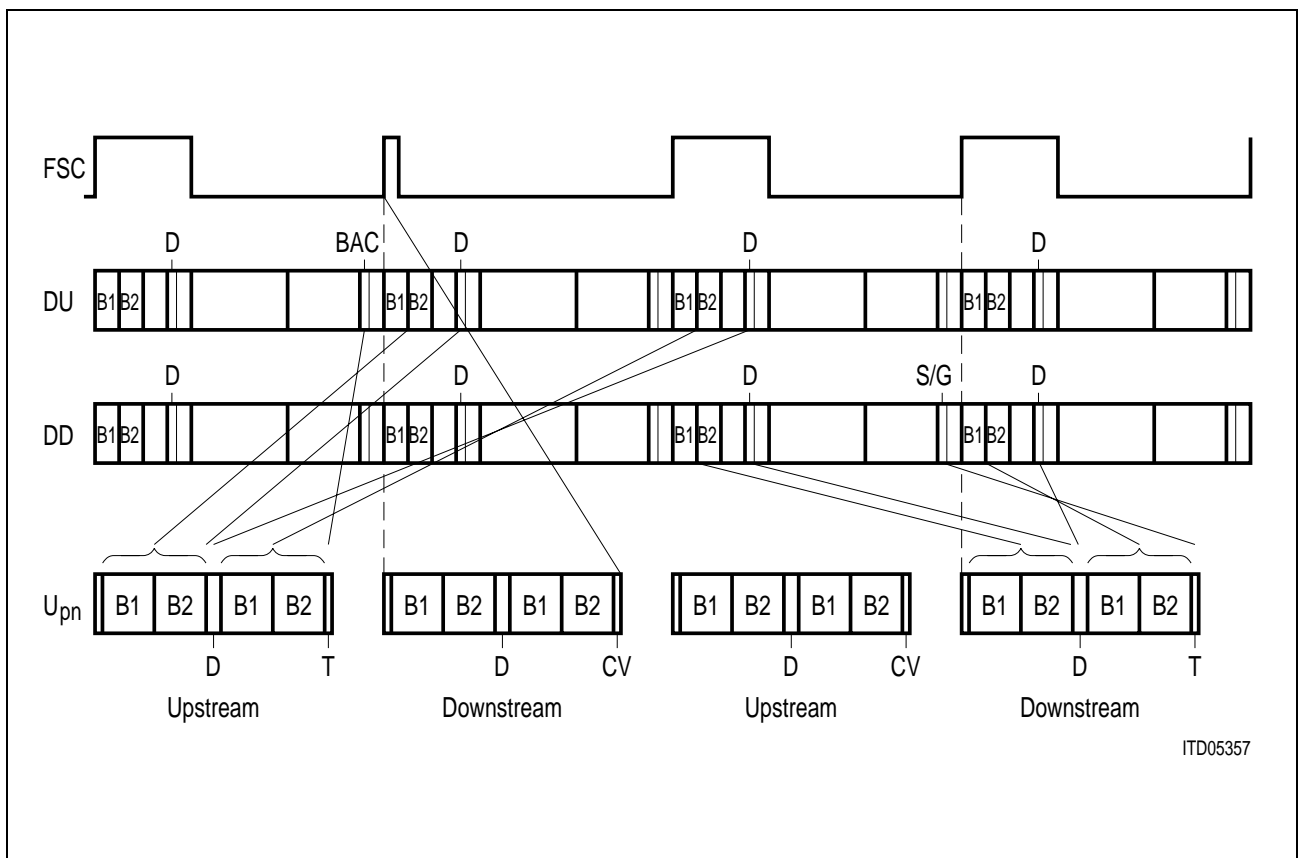 FSC
D BAC D D D
DU B1 B2 B1 B2 B1 B2 B1 B2
D D D S/G D
DD B1 B2 B1 B2 B1 B2 B1 B2
Upn B1 B2 B1 B2 B1 B2 B1 B2 B1 B2 B1 B2 B1 B2 B1 B2
D T D CV D CV D T
Upstream Downstream Upstream Downstream
ITD05357